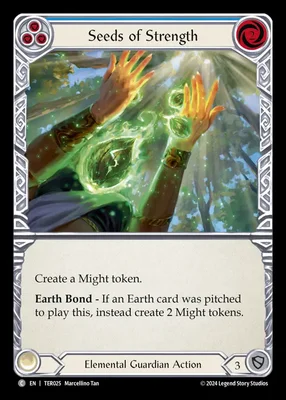 Seeds of Strength
Create a Might token.
Earth Bond - If an Earth card was pitched
to play this, instead create 2 Might tokens.
Elemental Guardian Action
3
C EN | TER025 Marcellino Tan
© 2024 Legend Story Studios